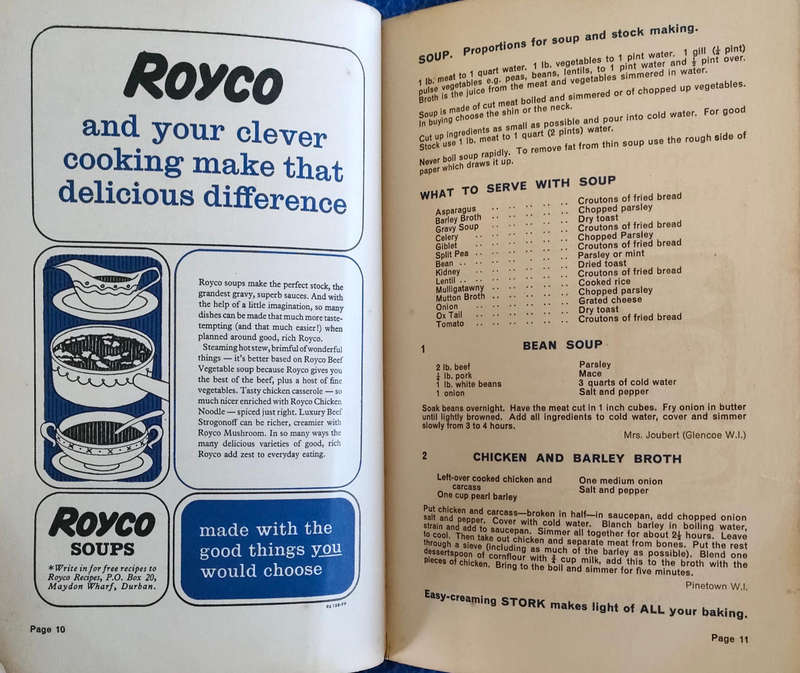 ROYCO
and your clever
cooking make that
delicious difference
Royco soups make the perfect stock, the
grandest gravy, superb sauces. And with
the help of a little imagination, so many
dishes can be made that much more taste-
tempting (and that much easier!) when
planned around good, rich Royco.
Steaming hot stew, brimful of wonderful
things — it's better based on Royco Beef
Vegetable soup because Royco gives you
the best of the beef, plus a host of fine
vegetables. Tasty chicken casserole — so
much nicer enriched with Royco Chicken
Noodle — spiced just right. Luxury Beef
Strogonoff can be richer, creamier with
Royco Mushroom. In so many ways the
many delicious varieties of good, rich
Royco add zest to everyday eating.
ROYCO
SOUPS
*Write in for free recipes to
Royco Recipes, P.O. Box 20,
Maydon Wharf, Durban.
made with the
good things you
would choose
Page 10
SOUP. Proportions for soup and stock making.
1 lb. meat to 1 quart water. 1 lb. vegetables to 1 pint water. 1 gill (¼ pint)
pulse vegetables e.g. peas, beans, lentils, to 1 pint water and ½ pint over.
Broth is the juice from the meat and vegetables simmered in water.
Soup is made of cut meat boiled and simmered or of chopped up vegetables.
In buying choose the shin or the neck.
Cut up ingredients as small as possible and pour into cold water. For good
Stock use 1 lb. meat to 1 quart (2 pints) water.
Never boil soup rapidly. To remove fat from thin soup use the rough side of
paper which draws it up.
WHAT TO SERVE WITH SOUP
Asparagus .. .. .. .. .. Croutons of fried bread
Barley Broth .. .. .. .. .. Chopped parsley
Gravy Soup .. .. .. .. .. Dry toast
Celery .. .. .. .. .. Croutons of fried bread
Giblet .. .. .. .. .. Chopped Parsley
Split Pea .. .. .. .. .. Croutons of fried bread
Bean .. .. .. .. .. Parsley or mint
Kidney .. .. .. .. .. Dried toast
Lentil .. .. .. .. .. Croutons of fried bread
Mulligatawny .. .. .. .. .. Cooked rice
Mutton Broth .. .. .. .. .. Chopped parsley
Onion .. .. .. .. .. Grated cheese
Ox Tail .. .. .. .. .. Dry toast
Tomato .. .. .. .. .. Croutons of fried bread
1 BEAN SOUP
2 lb. beef Parsley
lb. pork Mace
1 lb. white beans 3 quarts of cold water
1 onion Salt and pepper
Soak beans overnight. Have the meat cut in 1 inch cubes. Fry onion in butter
until lightly browned. Add all ingredients to cold water, cover and simmer
slowly from 3 to 4 hours.
Mrs. Joubert (Glencoe W.I.)
2 CHICKEN AND BARLEY BROTH
Left-over cooked chicken and One medium onion
carcass Salt and pepper
One cup pearl barley
Put chicken and carcass—broken in half—in saucepan, add chopped onion
salt and pepper. Cover with cold water. Blanch barley in boiling water,
strain and add to saucepan. Simmer all together for about 2½ hours. Leave
to cool. Then take out chicken and separate meat from bones. Put the rest
through a sieve (including as much of the barley as possible). Blend one
dessertspoon of cornflour with ¾ cup milk, add this to the broth with the
pieces of chicken. Bring to the boil and simmer for five minutes.
Pinetown W.I.
Easy-creaming STORK makes light of ALL your baking.
Page 11